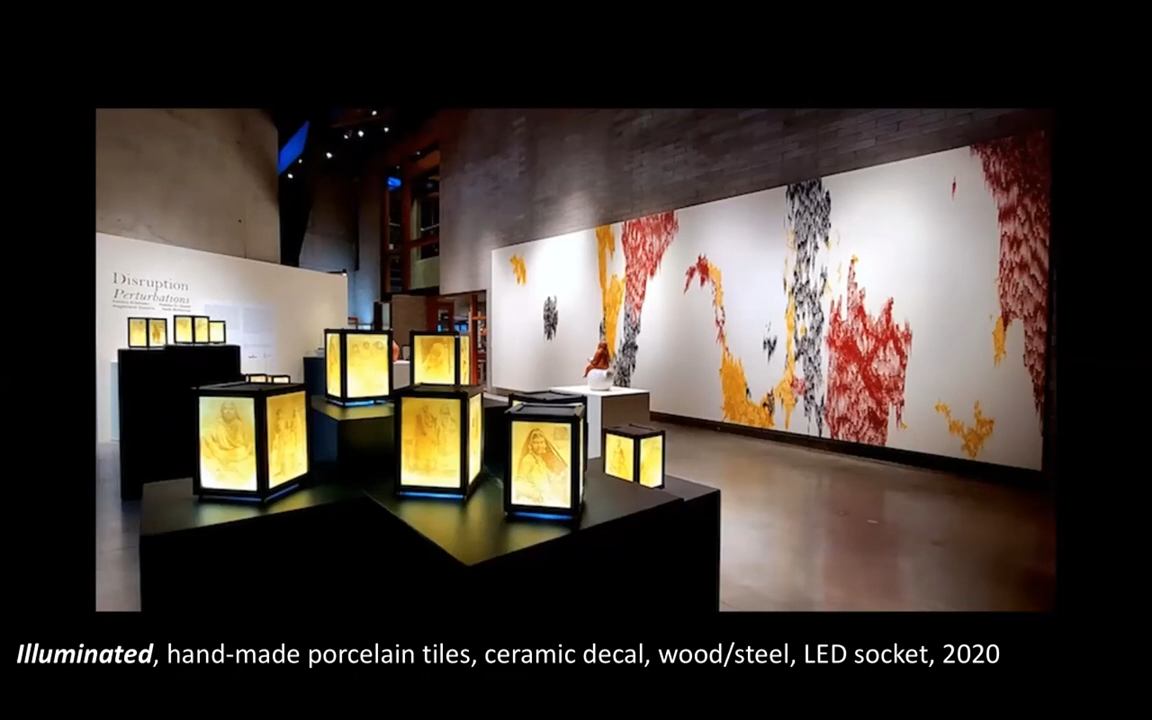 Disruption
Perturbations
Illuminated, hand-made porcelain tiles, ceramic decal, wood/steel, LED socket, 2020